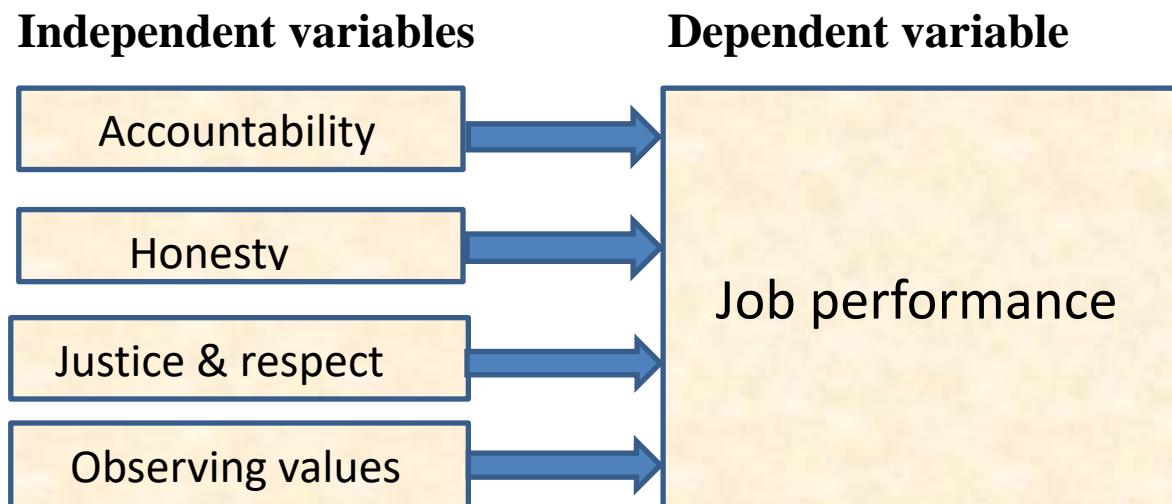 Independent variables
Dependent variable
Accountability
Honesty
Justice & respect
Observing values
Job performance